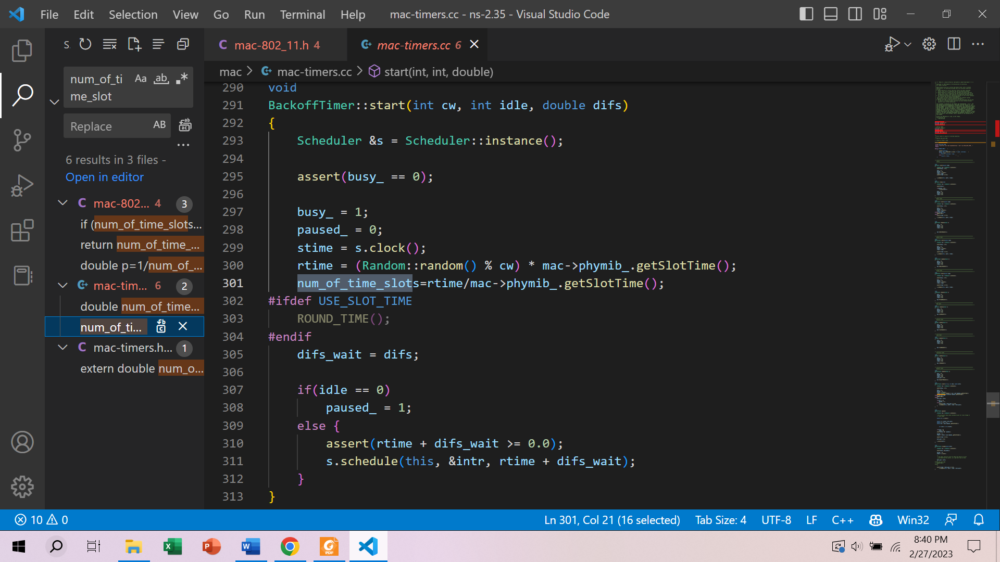 File Edit Selection View Go Run Terminal Help mac-timers.cc - ns-2.35 - Visual Studio Code
S.
mac-802_11.h 4
mac-timers.cc 6
num_of_ti
me_slot
Aa ab
Replace AB
6 results in 3 files -
Open in editor
mac-802... 4 3
if (num_of_time_slots...
return num_of_time_...
double p=1/num_of_...
mac-tim... 6 2
double num_of_time...
num_of_ti...
mac-timers.h... 1
extern double num_o...
mac > mac-timers.cc > start(int, int, double)
290 void
291 BackoffTimer::start(int cw, int idle, double difs)
292 {
293 Scheduler &s = Scheduler::instance();
294
295 assert(busy_ == 0);
296
297 busy_ = 1;
298 paused_ = 0;
299 stime = s.clock();
300 rtime = (Random::random() % cw) * mac->phymib_.getSlotTime();
301 num_of_time_slots=rtime/mac->phymib_.getSlotTime();
302 #ifdef USE_SLOT_TIME
303 ROUND_TIME();
304 #endif
305 difs_wait = difs;
306
307 if(idle == 0)
308 paused_ = 1;
309 else {
310 assert(rtime + difs_wait >= 0.0);
311 s.schedule(this, &intr, rtime + difs_wait);
312 }
313 }
10 0
Ln 301, Col 21 (16 selected) Tab Size: 4 UTF-8 LF C++ Win32
8:40 PM
2/27/2023